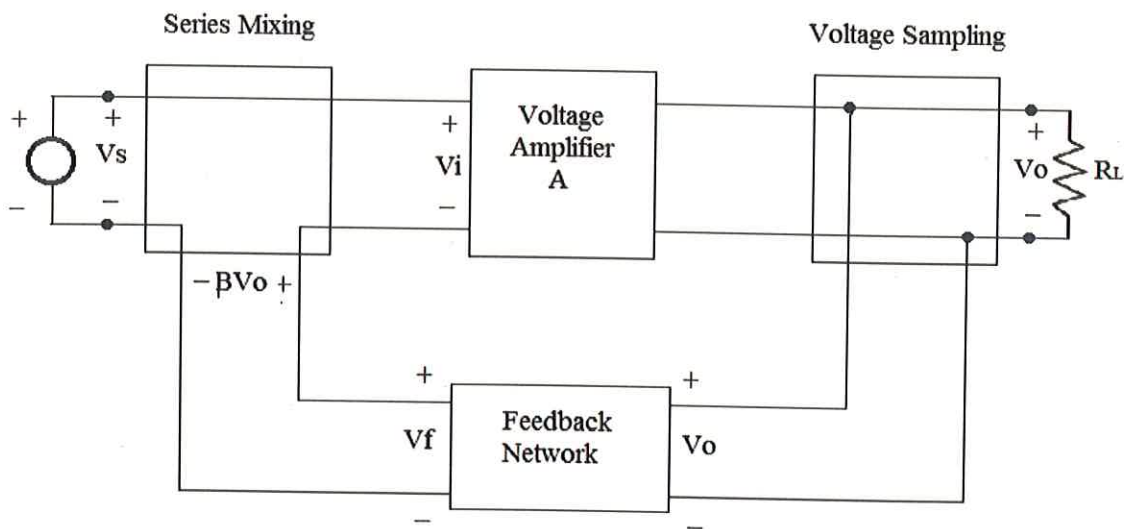 Series Mixing
Voltage Sampling
+
+
Vs
−
−
+
Vi
−
Voltage
Amplifier
A
+
Vo
−
RL
− βVo +
+
Vf
−
Feedback
Network
+
Vo
−